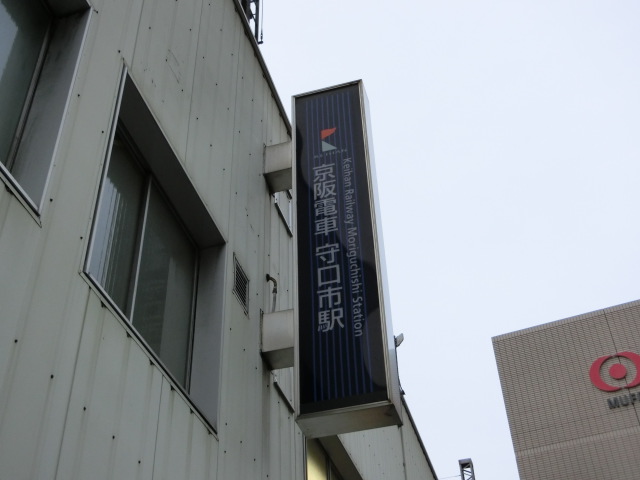 京阪電車 守口市駅
Keihan Railway Moriguchishi Station
MUF